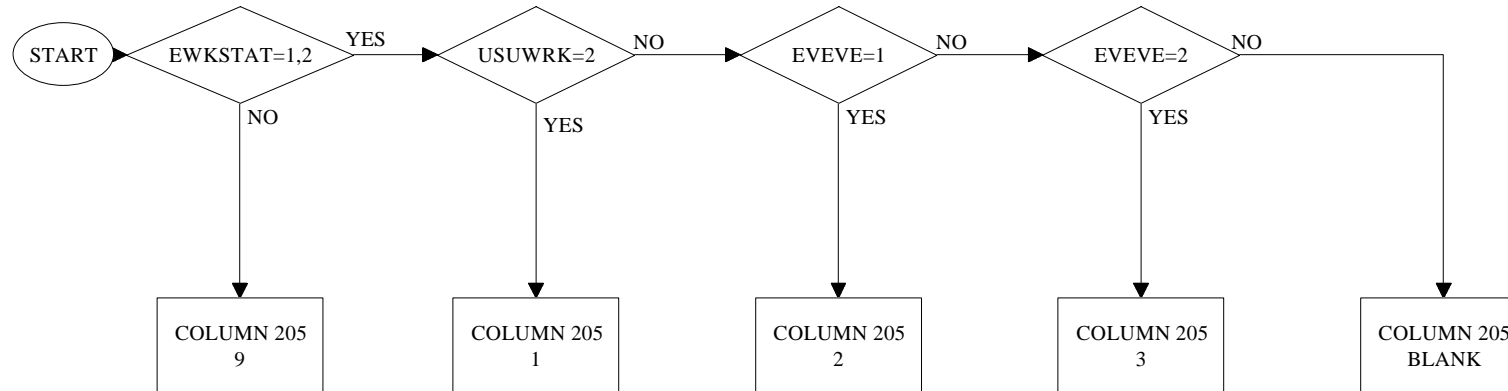 START
EWKSTAT=1,2
YES
USUWRK=2
NO
EVEVE=1
NO
EVEVE=2
NO
NO
YES
YES
YES
COLUMN 205
9
COLUMN 205
1
COLUMN 205
2
COLUMN 205
3
COLUMN 205
BLANK